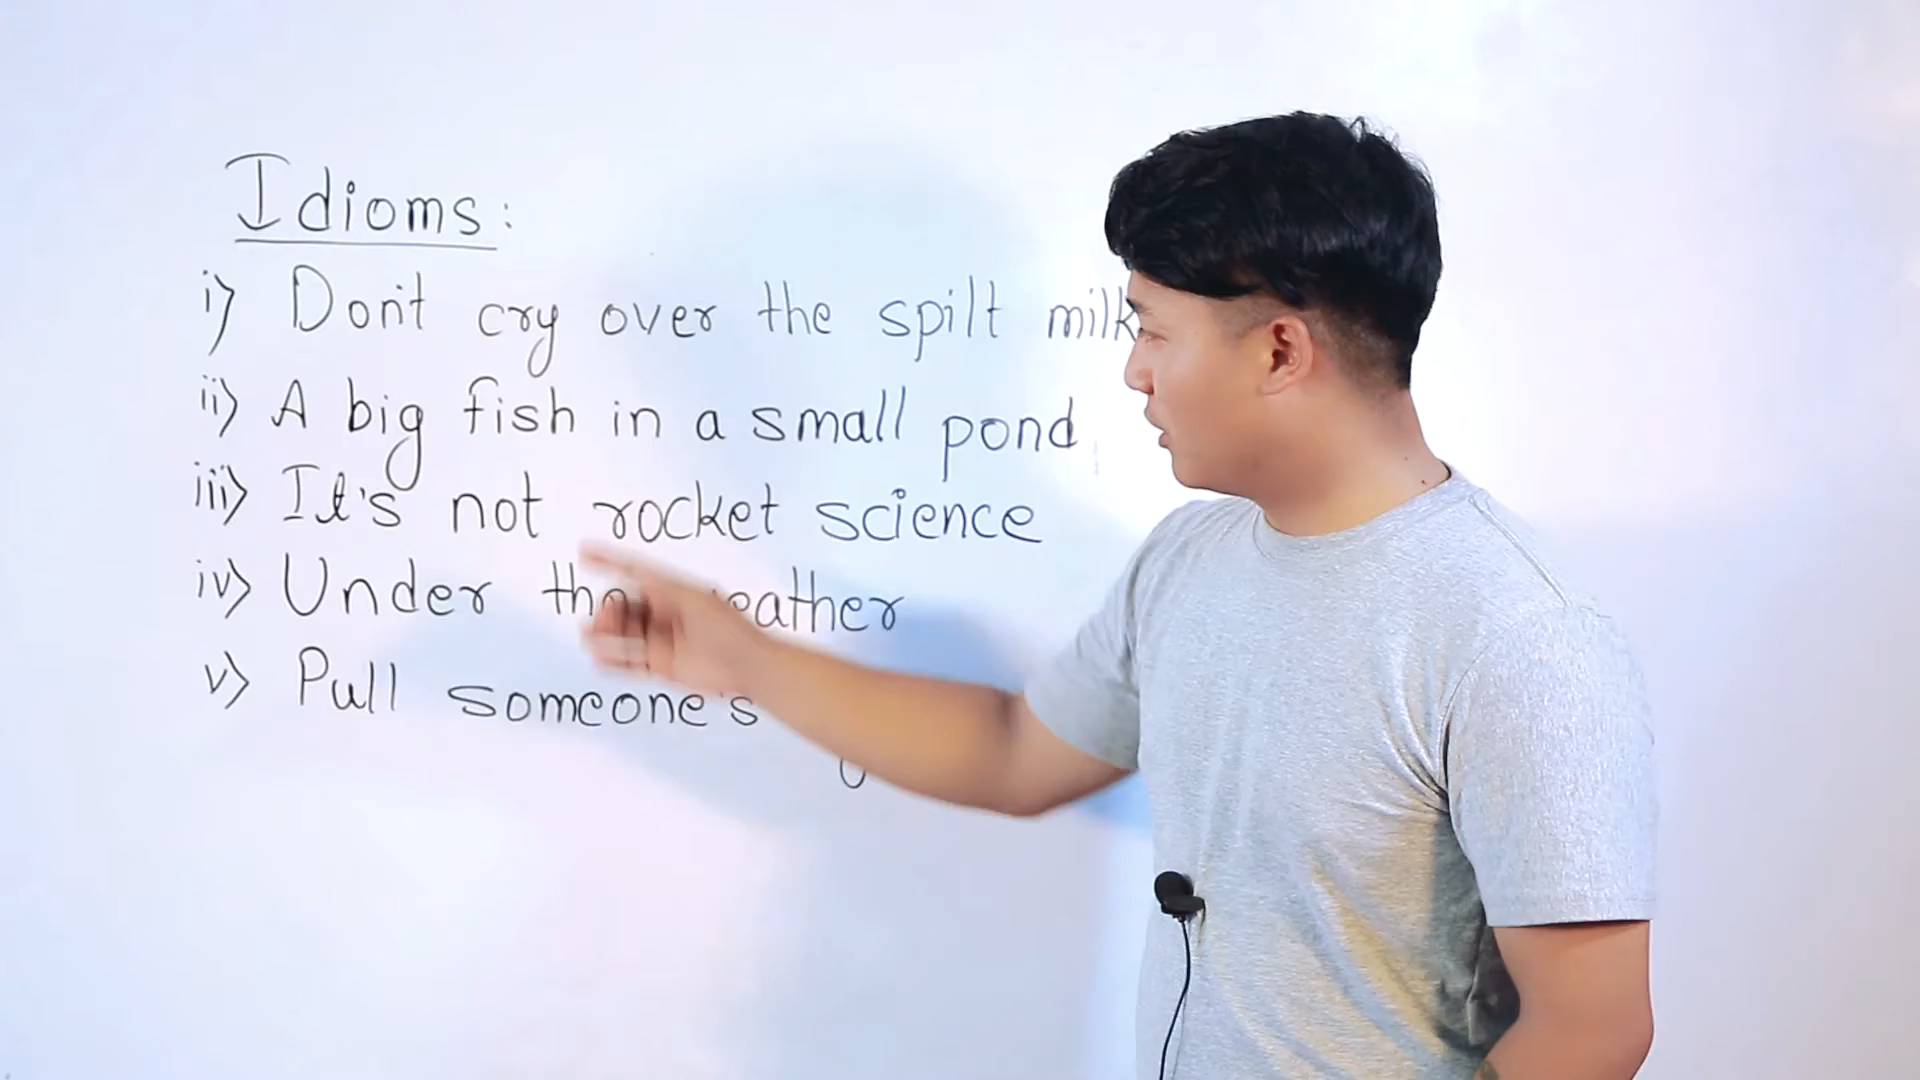 Idioms:
i) Don't cry over the spilt milk
ii) A big fish in a small pond
iii) It's not rocket science
iv) Under the weather
v) Pull someone's